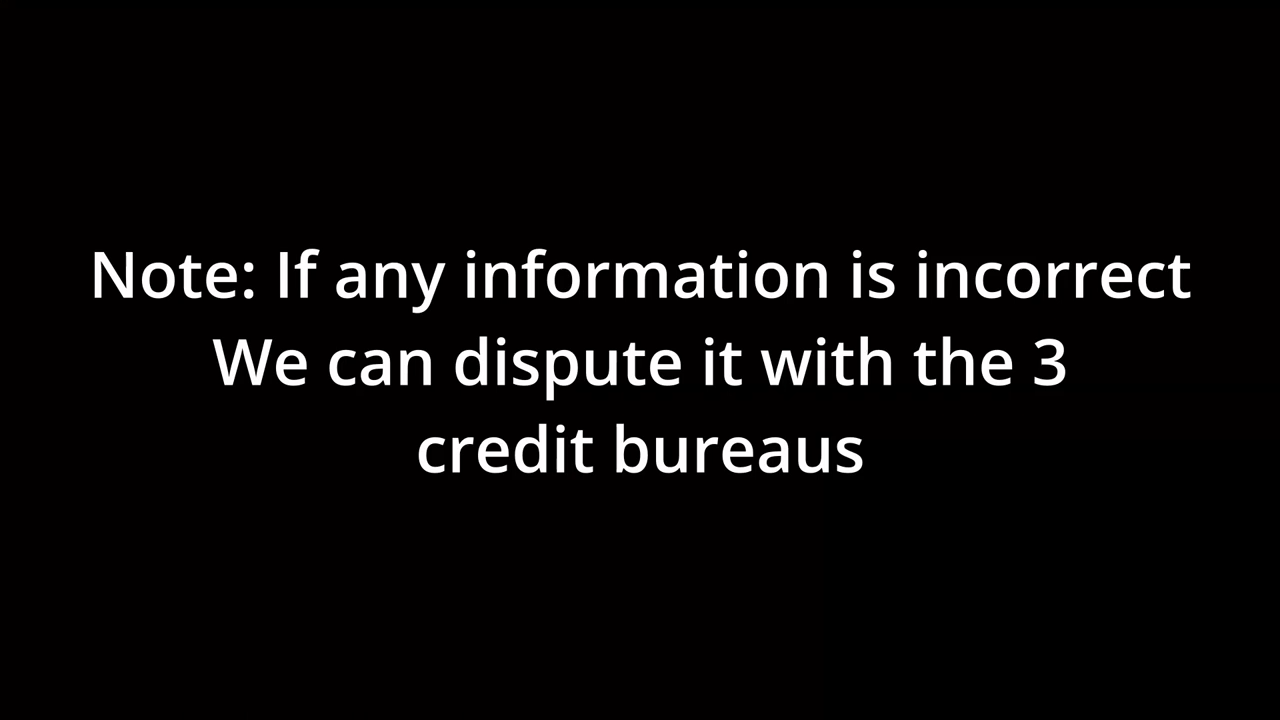 Note: If any information is incorrect
We can dispute it with the 3
credit bureaus